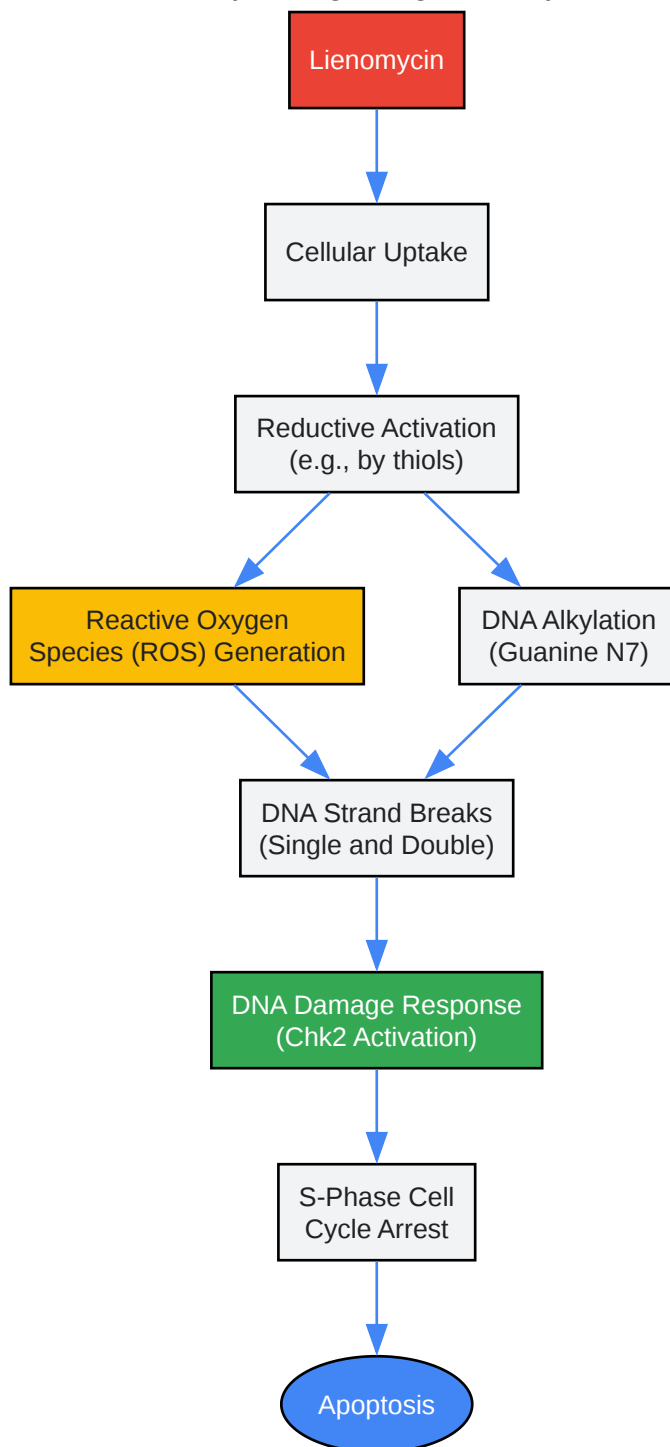 Lienomycin
Cellular Uptake
Reductive Activation
(e.g., by thiols)
Reactive Oxygen
Species (ROS) Generation
DNA Alkylation
(Guanine N7)
DNA Strand Breaks
(Single and Double)
DNA Damage Response
(Chk2 Activation)
S-Phase Cell
Cycle Arrest
Apoptosis